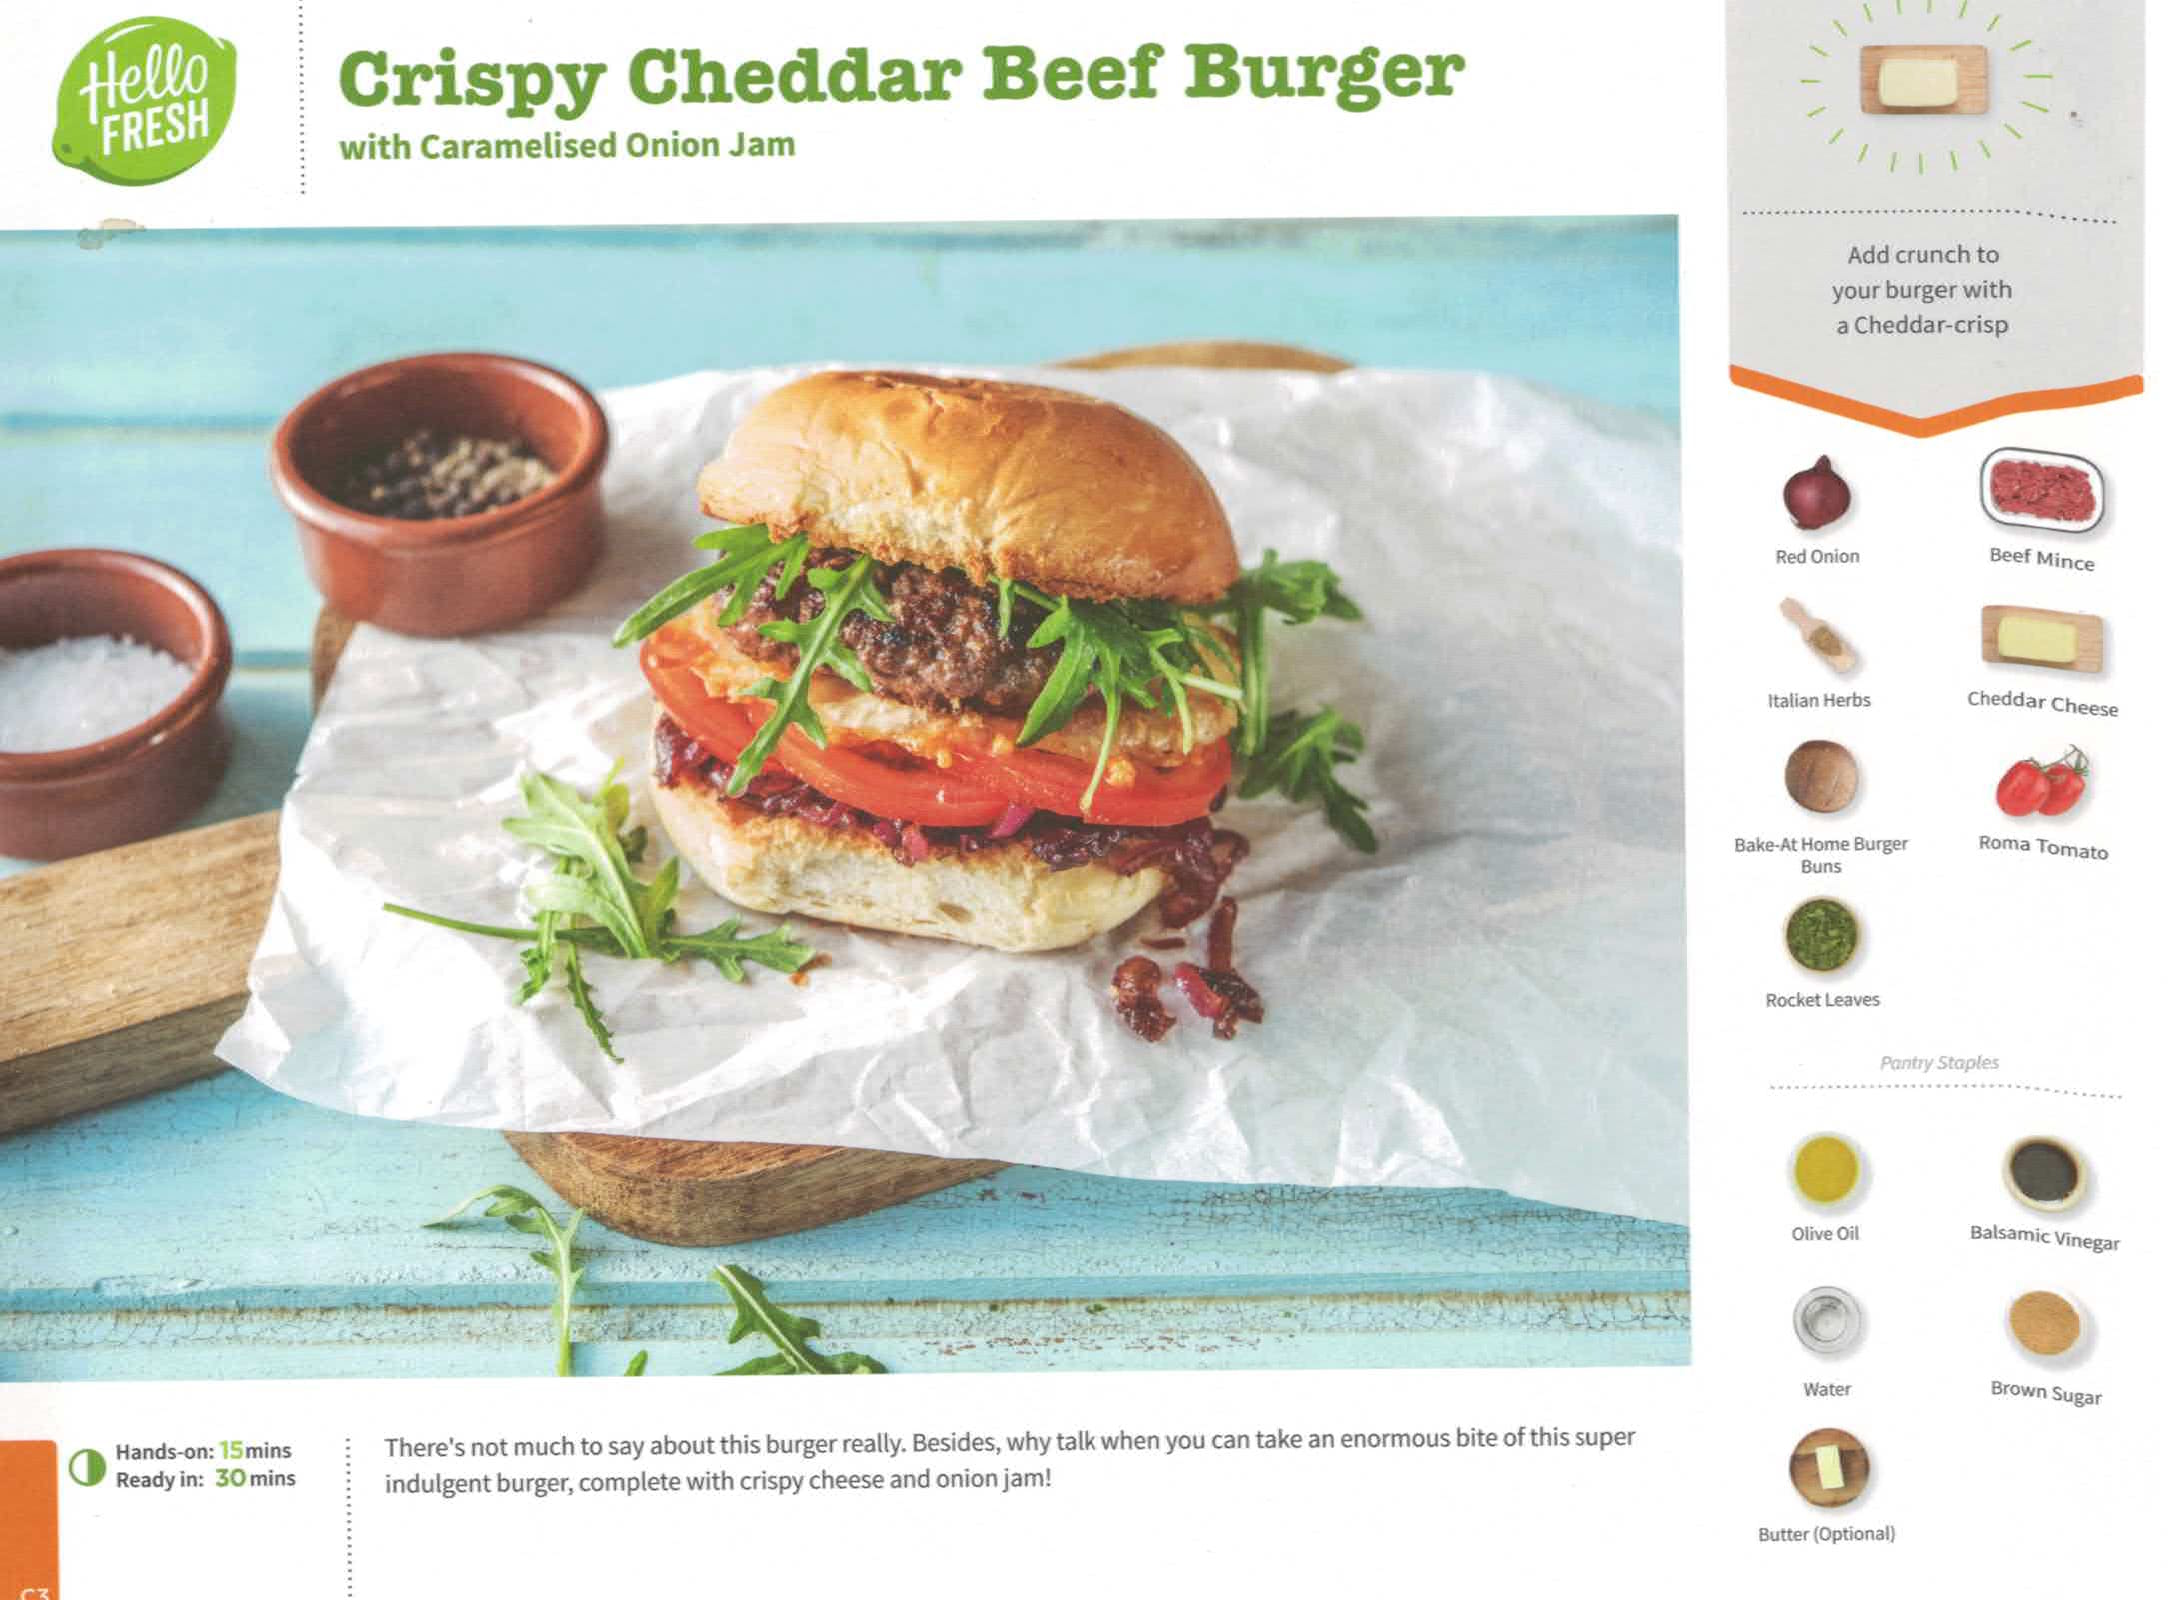 Hello
FRESH
Crispy Cheddar Beef Burger
with Caramelised Onion Jam
Add crunch to
your burger with
a Cheddar-crisp
Red Onion
Beef Mince
Italian Herbs
Cheddar Cheese
Bake-At Home Burger
Buns
Roma Tomato
Rocket Leaves
Pantry Staples
Olive Oil
Balsamic Vinegar
Water
Brown Sugar
Butter (Optional)
Hands-on: 15 mins
Ready in: 30 mins
There's not much to say about this burger really. Besides, why talk when you can take an enormous bite of this super
indulgent burger, complete with crispy cheese and onion jam!